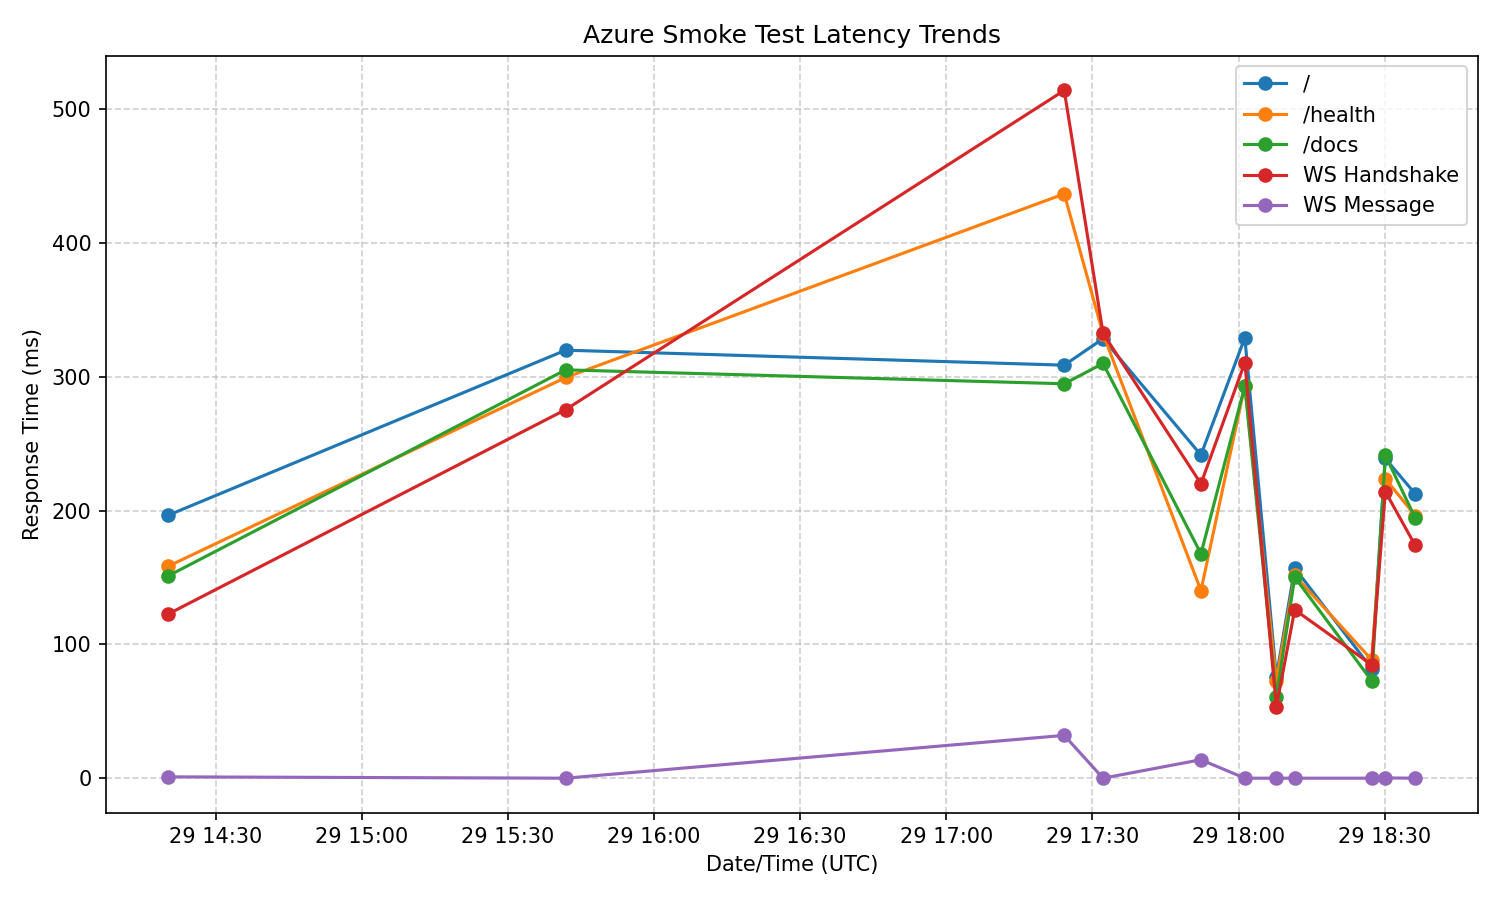 Azure Smoke Test Latency Trends
/
/health
/docs
WS Handshake
WS Message
Response Time (ms)
500
400
300
200
100
0
29 14:30 29 15:00 29 15:30 29 16:00 29 16:30 29 17:00 29 17:30 29 18:00 29 18:30
Date/Time (UTC)